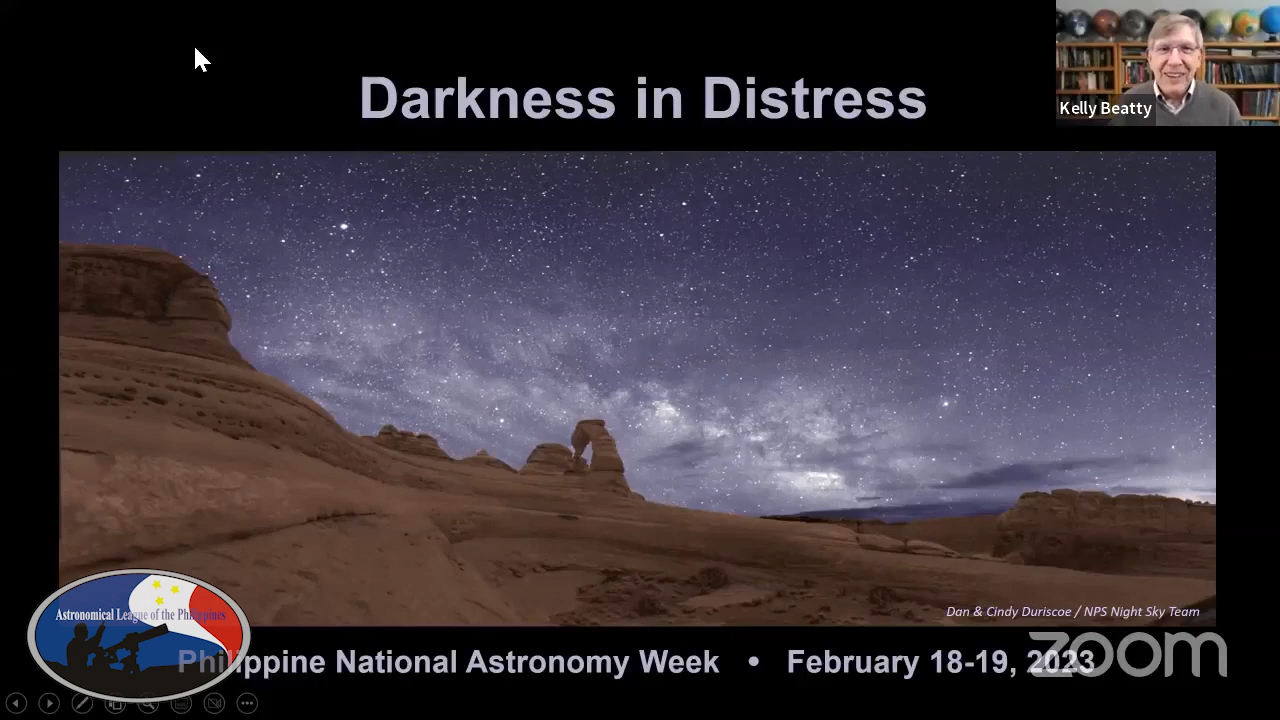 Darkness in Distress
Kelly Beatty
Dan & Cindy Duriscoe / NPS Night Sky Team
Astronomical League of the Philippines
Philippine National Astronomy Week • February 18-19, 2023
zoom